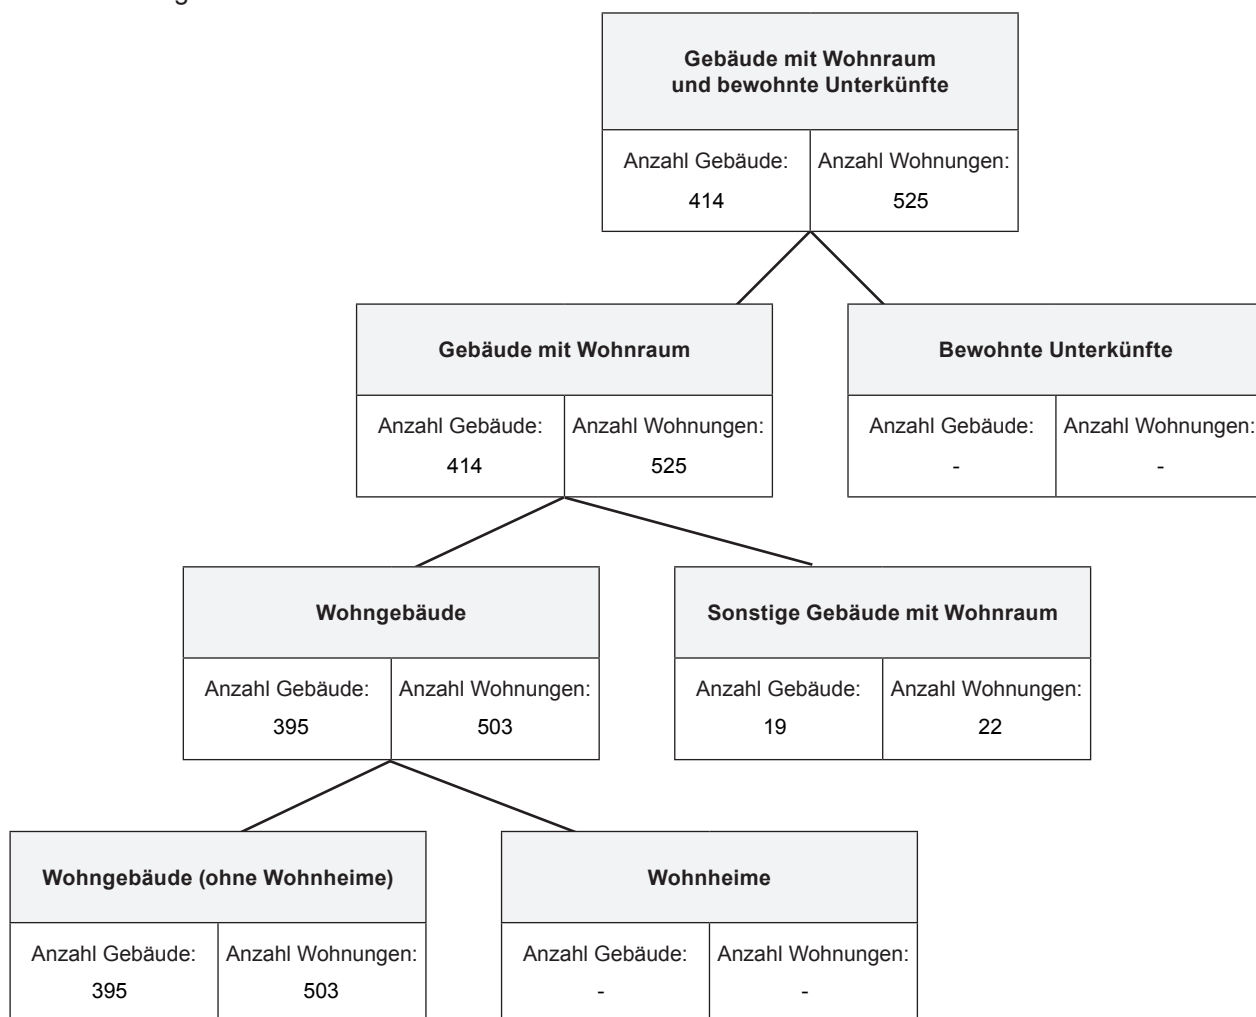 Gebäude mit Wohnraum
und bewohnte Unterkünfte
Anzahl Gebäude: Anzahl Wohnungen:
414 525
Gebäude mit Wohnraum Bewohnte Unterkünfte
Anzahl Gebäude: Anzahl Wohnungen: Anzahl Gebäude: Anzahl Wohnungen:
414 525 - -
Wohngebäude Sonstige Gebäude mit Wohnraum
Anzahl Gebäude: Anzahl Wohnungen: Anzahl Gebäude: Anzahl Wohnungen:
395 503 19 22
Wohngebäude (ohne Wohnheime) Wohnheime
Anzahl Gebäude: Anzahl Wohnungen: Anzahl Gebäude: Anzahl Wohnungen:
395 503 - -